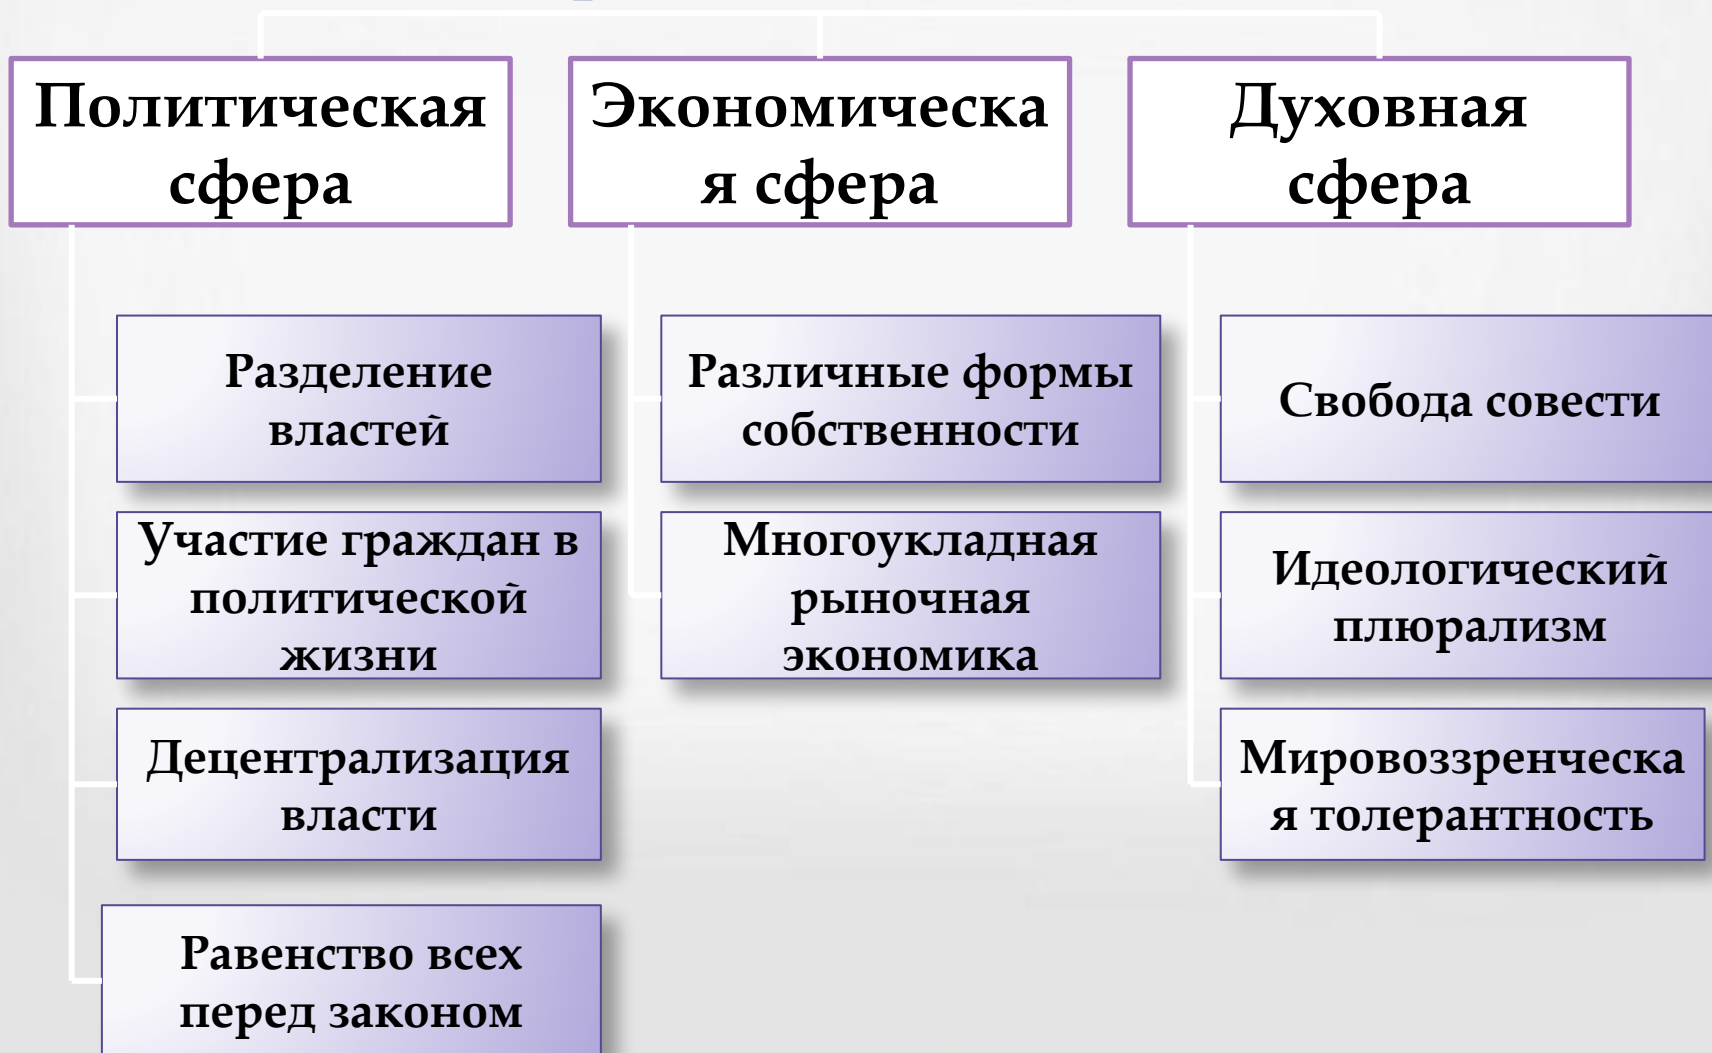 Политическая
сфера
Экономическа
я сфера
Духовная
сфера
Разделение
властей
Участие граждан в
политической
жизни
Децентрализация
власти
Равенство всех
перед законом
Различные формы
собственности
Многоукладная
рыночная
экономика
Свобода совести
Идеологический
плюрализм
Мировоззренческа
я толерантность